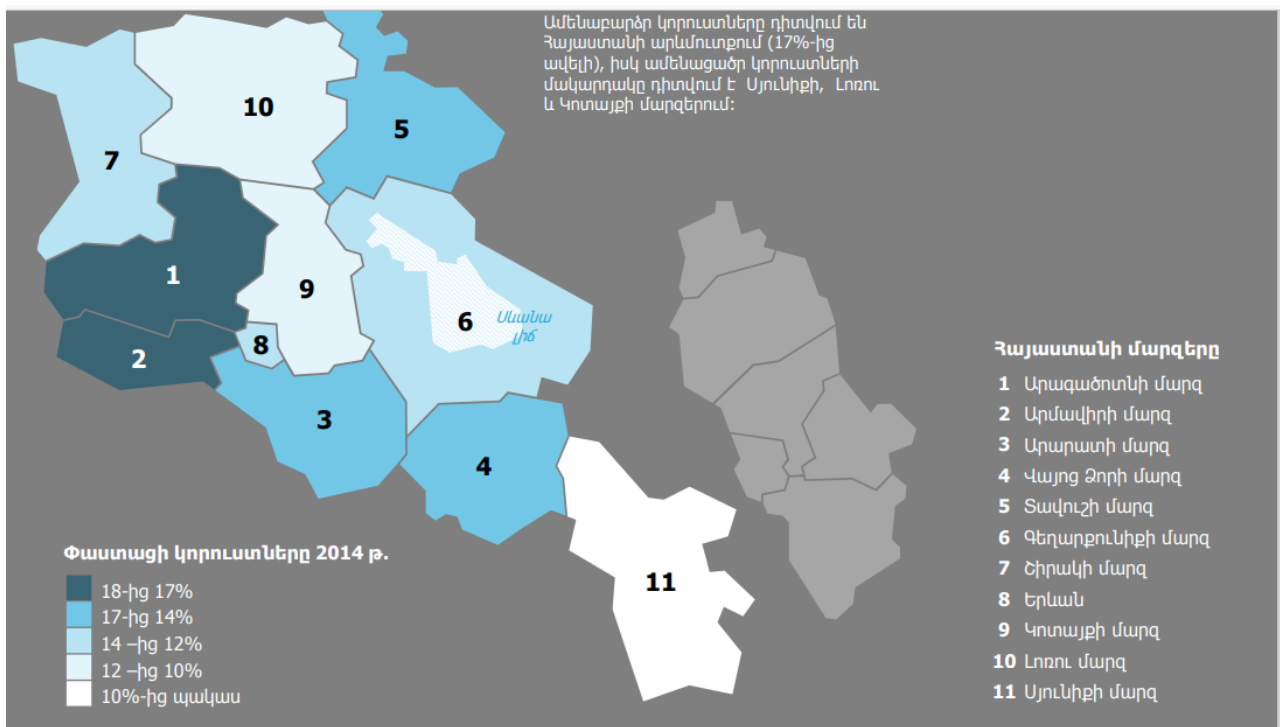 Ամենաբարձր կորուստները դիտվում են
Հայաստանի արևմուտքում (17%-ից
ավելի), իսկ ամենացածր կորուստների
մակարդակը դիտվում է Սյունիքի, Լոռու
և Կոտայքի մարզերում:
10
5
7
1
9
6
Սևանա
լիճ
8
2
3
4
11
Հայաստանի մարզերը
1 Արագածոտնի մարզ
2 Արմավիրի մարզ
3 Արարատի մարզ
4 Վայոց Ձորի մարզ
5 Տավուշի մարզ
6 Գեղարքունիքի մարզ
7 Շիրակի մարզ
8 Երևան
9 Կոտայքի մարզ
10 Լոռու մարզ
11 Սյունիքի մարզ
Փաստացի կորուստները 2014 թ.
18-ից 17%
17-ից 14%
14 –ից 12%
12 –ից 10%
10%-ից պակաս